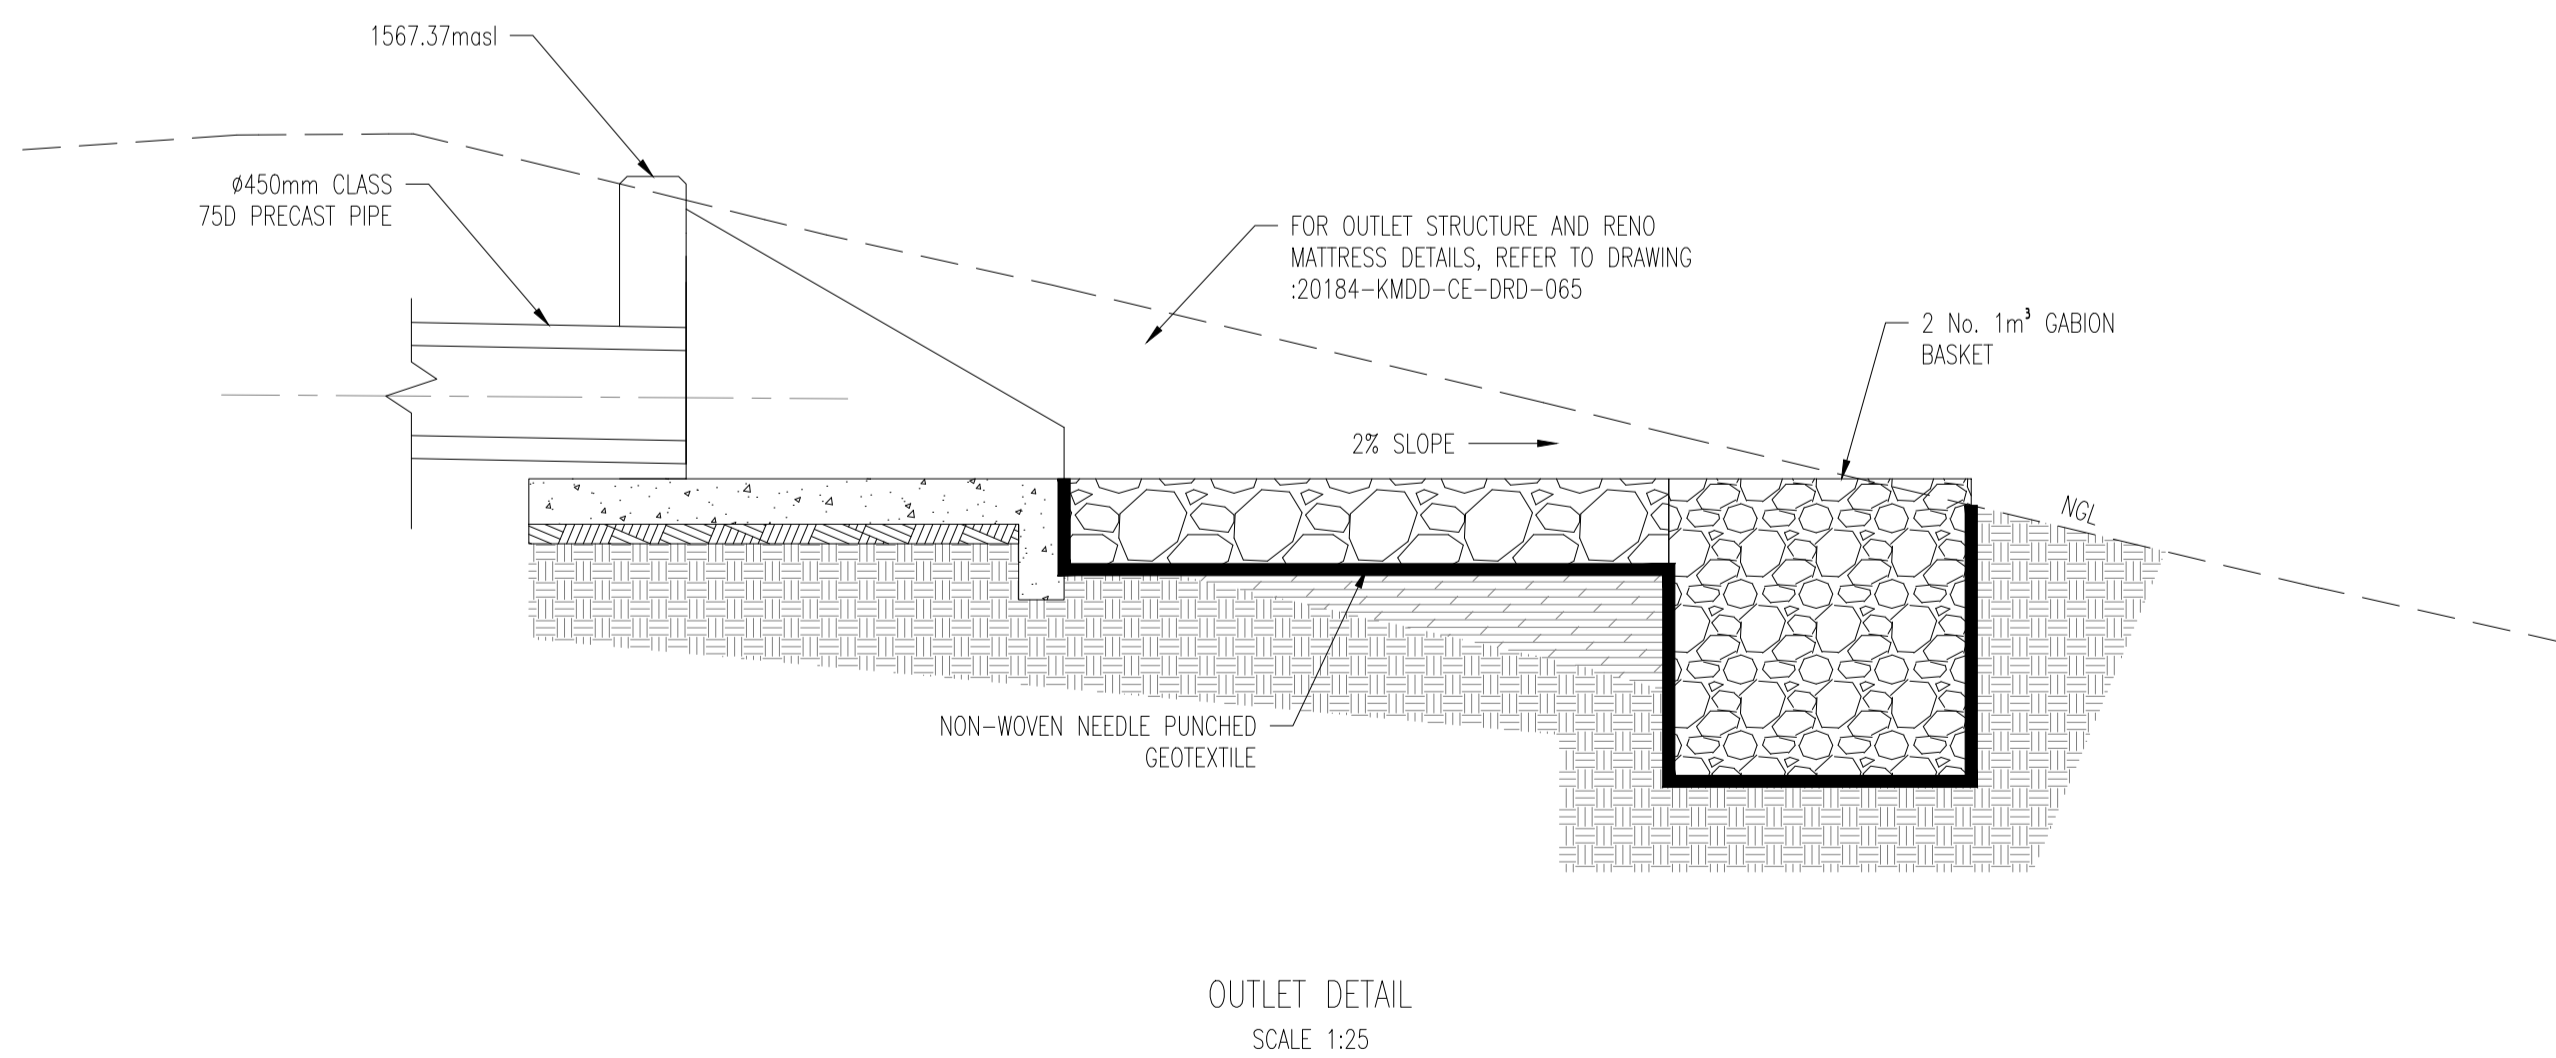 1567.37masl
Ø450mm CLASS
75D PRECAST PIPE
FOR OUTLET STRUCTURE AND RENO
MATTRESS DETAILS, REFER TO DRAWING
:20184-KMDD-CE-DRD-065
2 No. 1m³ GABION
BASKET
2% SLOPE
NGL
NON-WOVEN NEEDLE PUNCHED
GEOTEXTILE
OUTLET DETAIL
SCALE 1:25